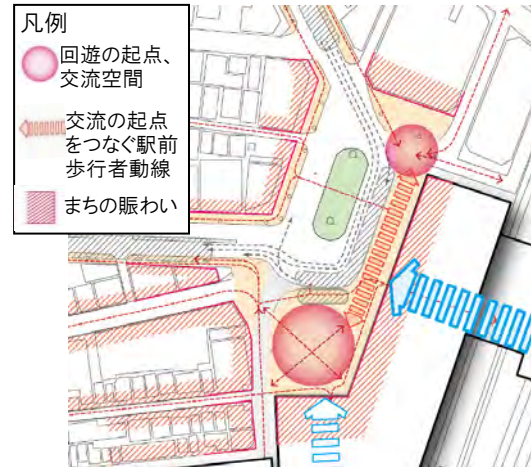 凡例
回遊の起点、
交流空間
交流の起点
をつなぐ駅前
歩行者動線
まちの賑わい